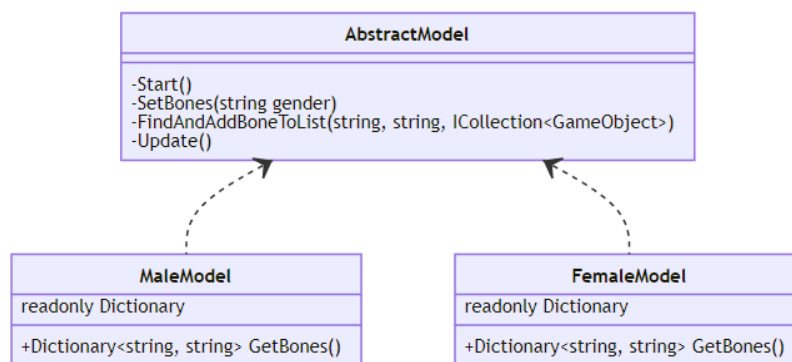 AbstractModel
-Start()
-SetBones(string gender)
-FindAndAddBoneToList(string, string, ICollection<GameObject>)
-Update()
MaleModel
readonly Dictionary
+Dictionary<string, string> GetBones()
FemaleModel
readonly Dictionary
+Dictionary<string, string> GetBones()